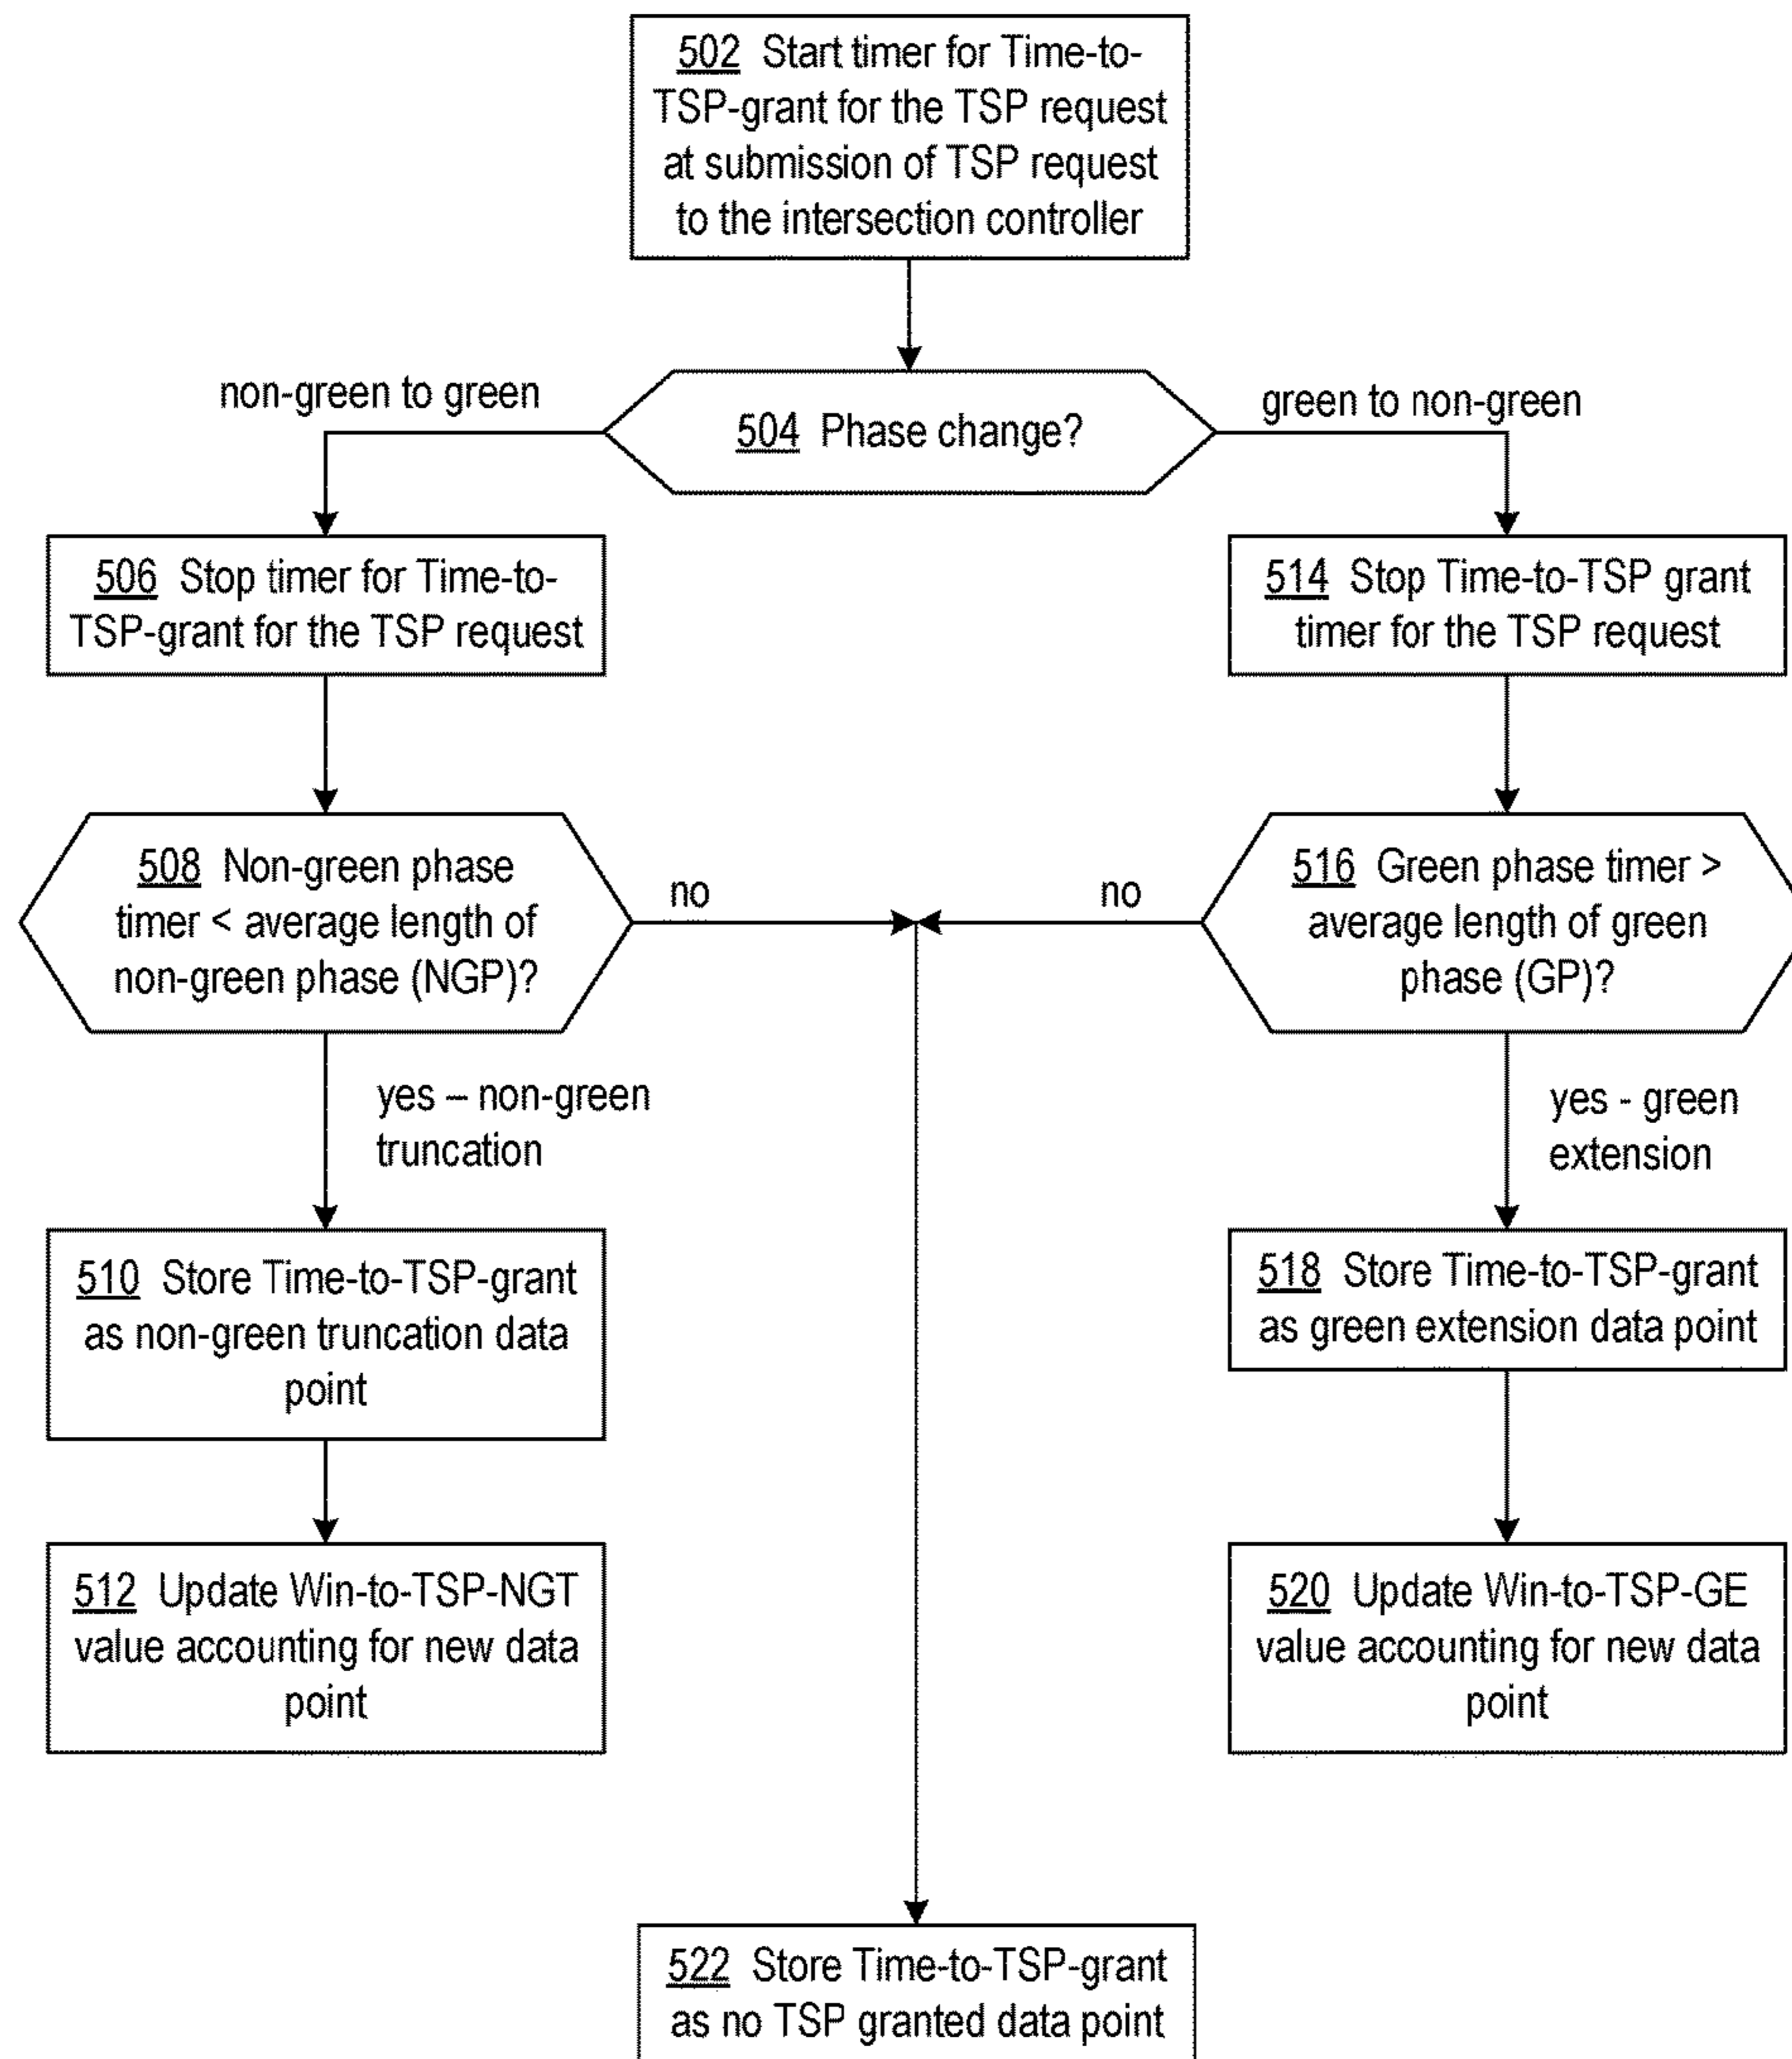 502 Start timer for Time-to-
TSP-grant for the TSP request
at submission of TSP request
to the intersection controller
non-green to green
504 Phase change?
green to non-green
506 Stop timer for Time-to-
TSP-grant for the TSP request
514 Stop Time-to-TSP grant
timer for the TSP request
508 Non-green phase
timer < average length of
non-green phase (NGP)?
no
no
516 Green phase timer >
average length of green
phase (GP)?
yes – non-green
truncation
yes - green
extension
510 Store Time-to-TSP-grant
as non-green truncation data
point
518 Store Time-to-TSP-grant
as green extension data point
512 Update Win-to-TSP-NGT
value accounting for new data
point
520 Update Win-to-TSP-GE
value accounting for new data
point
522 Store Time-to-TSP-grant
as no TSP granted data point